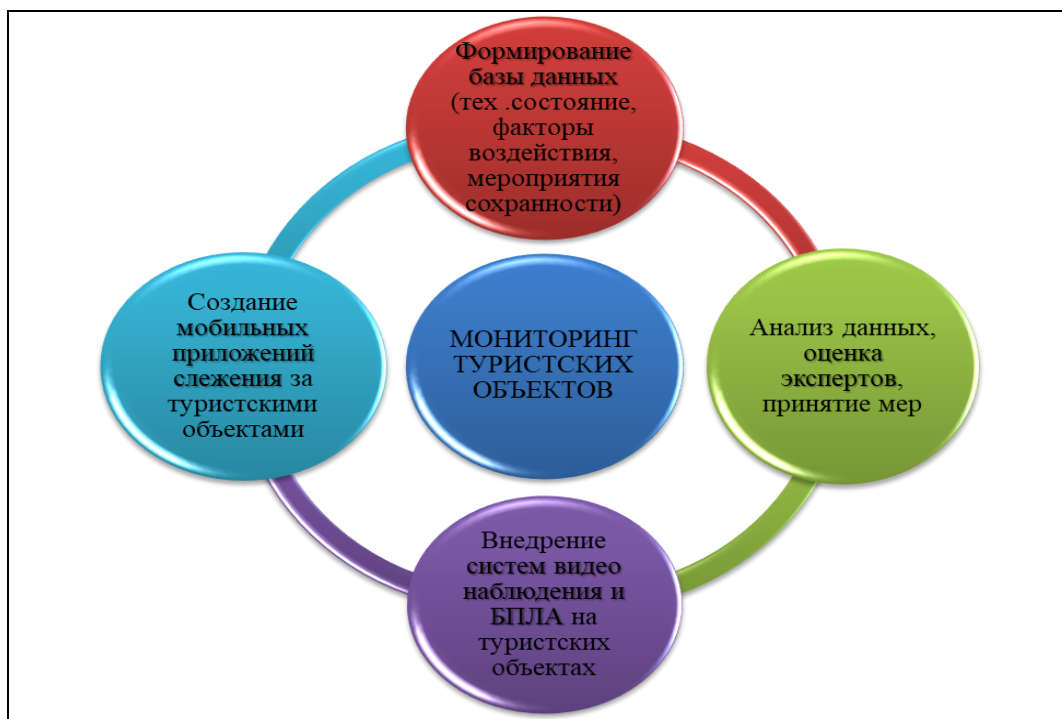 Формирование
базы данных
(тех .состояние,
факторы
воздействия,
мероприятия
сохранности)
Создание
мобильных
приложений
слежения за
туристскими
объектами
МОНИТОРИНГ
ТУРИСТСКИХ
ОБЪЕКТОВ
Анализ данных,
оценка
экспертов,
принятие мер
Внедрение
систем видео
наблюдения и
БПЛА на
туристских
объектах